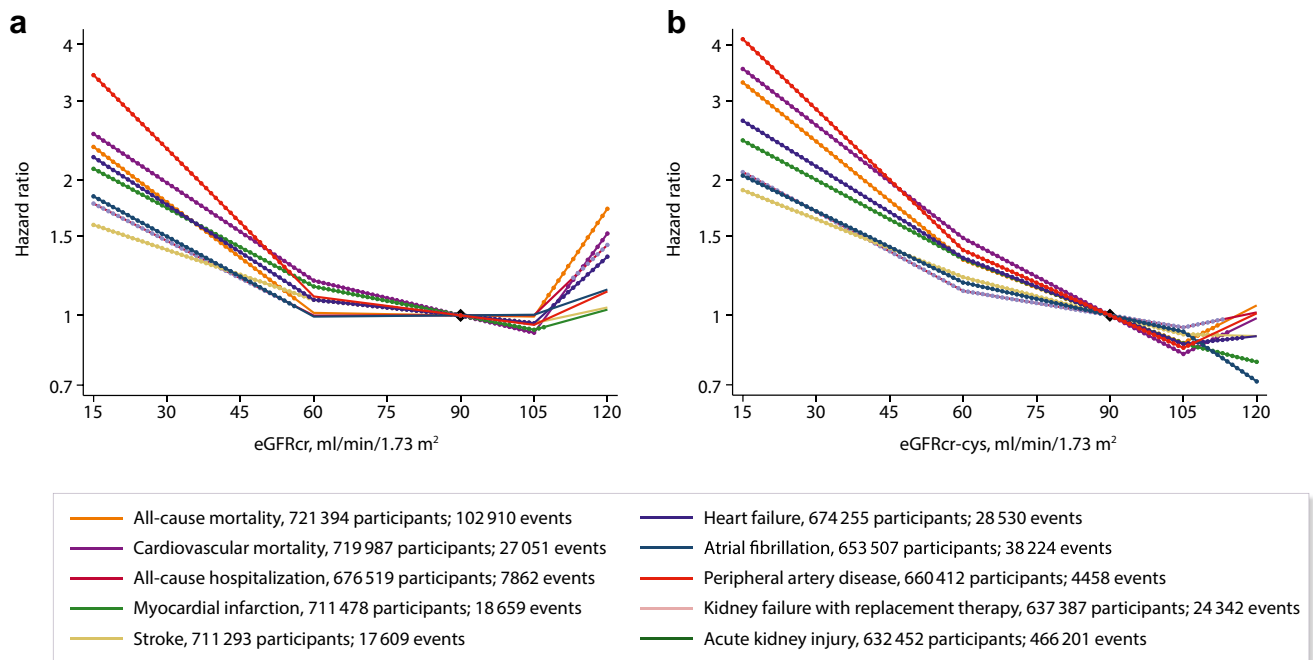 a
b
4
3
2
1.5
1
0.7
Hazard ratio
15 30 45 60 75 90 105 120
eGFRcr, ml/min/1.73 m²
4
3
2
1.5
1
0.7
Hazard ratio
15 30 45 60 75 90 105 120
eGFRcr-cys, ml/min/1.73 m²
All-cause mortality, 721 394 participants; 102 910 events
Cardiovascular mortality, 719 987 participants; 27 051 events
All-cause hospitalization, 676 519 participants; 7862 events
Myocardial infarction, 711 478 participants; 18 659 events
Stroke, 711 293 participants; 17 609 events
Heart failure, 674 255 participants; 28 530 events
Atrial fibrillation, 653 507 participants; 38 224 events
Peripheral artery disease, 660 412 participants; 4458 events
Kidney failure with replacement therapy, 637 387 participants; 24 342 events
Acute kidney injury, 632 452 participants; 466 201 events